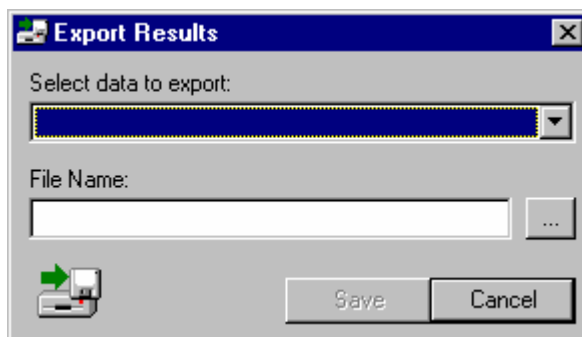 Export Results
Select data to export:
File Name:
...
Save
Cancel